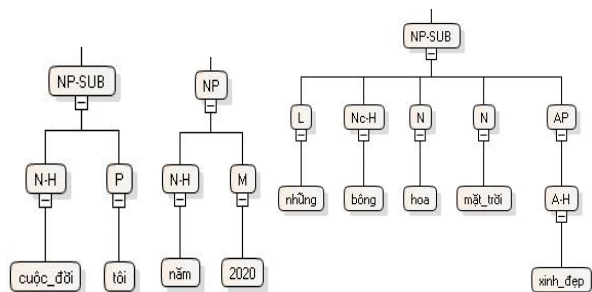 NP-SUB
N-H P
cuộc_đời tôi
NP
N-H M
năm 2020
NP-SUB
L Nc-H N N AP
những bông hoa mặt_trời A-H
xinh_đẹp